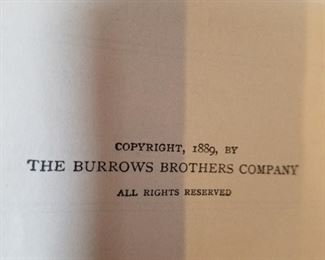 COPYRIGHT, 1889, BY
THE BURROWS BROTHERS COMPANY
ALL RIGHTS RESERVED